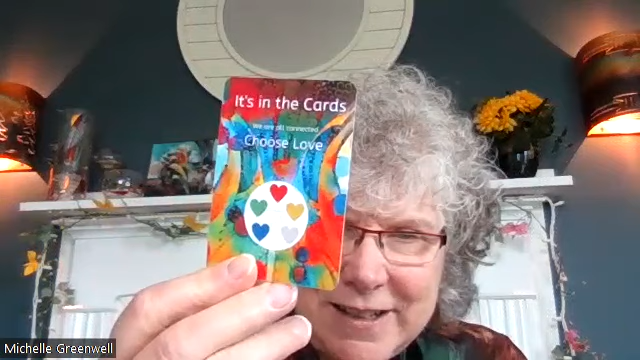 It's in the Cards
we are all connected
Choose Love
Michelle Greenwell